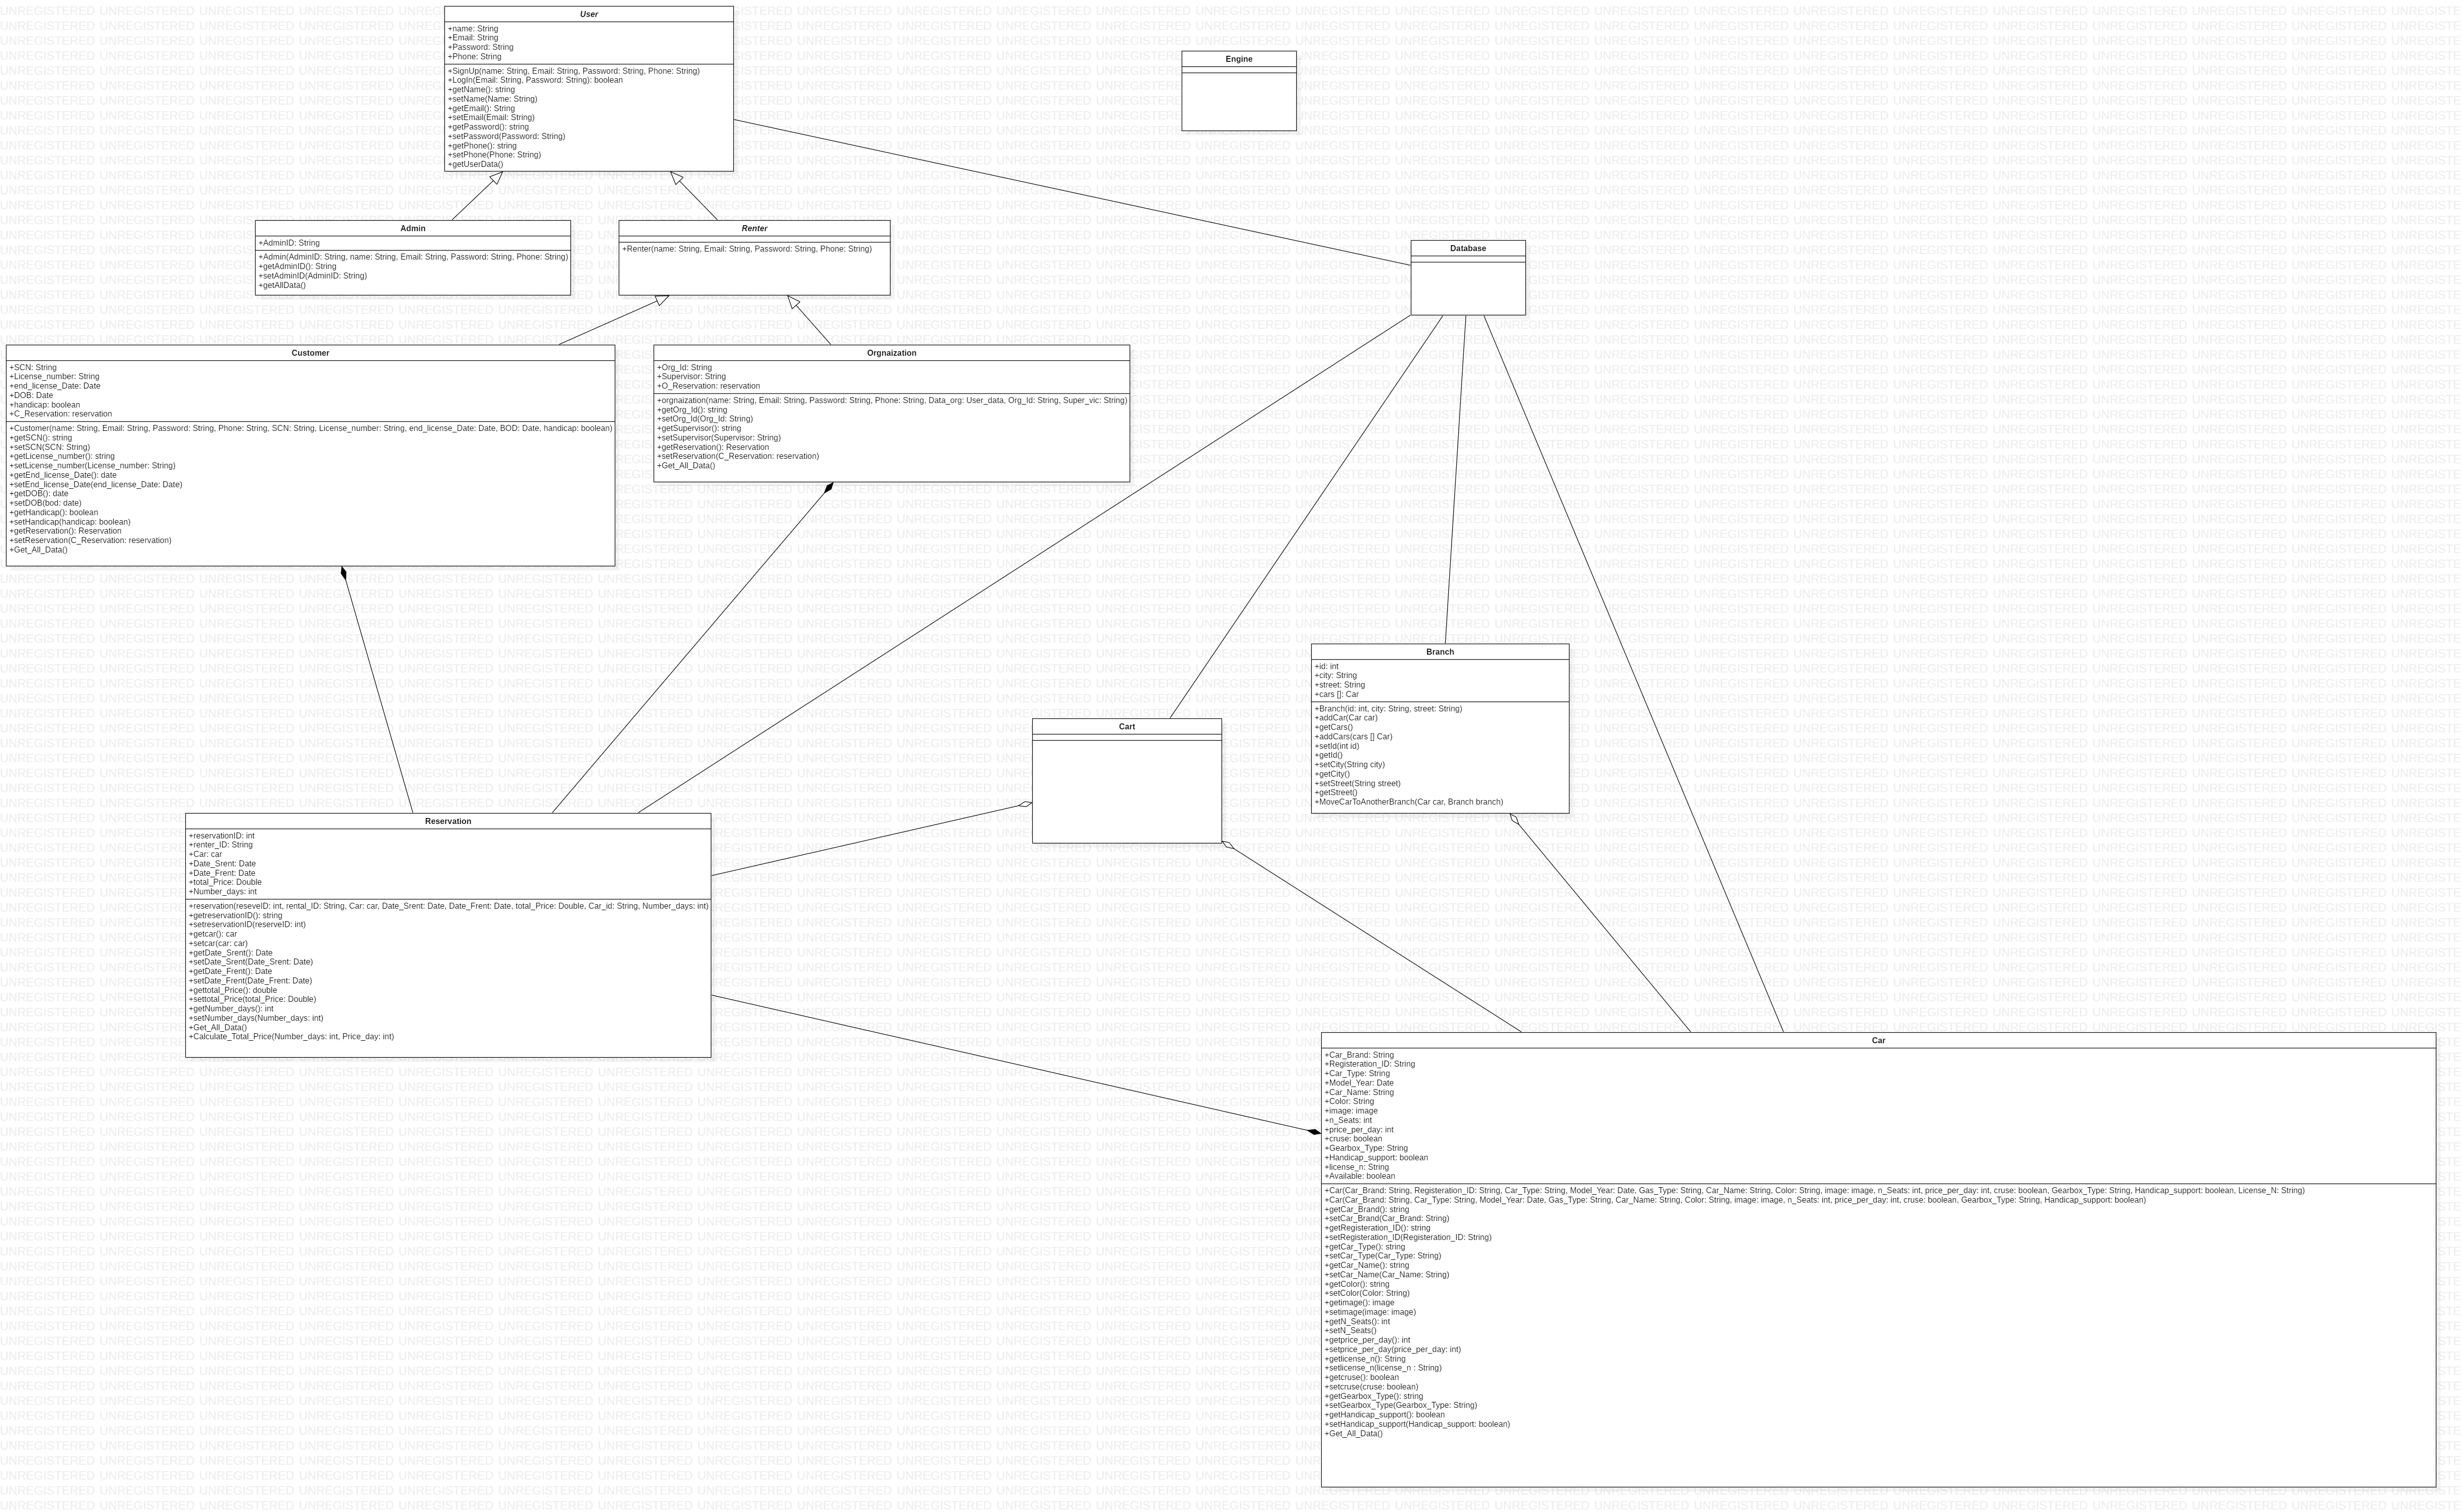 User
+name: String
+Email: String
+Password: String
+Phone: String
+SignUp(name: String, Email: String, Password: String, Phone: String)
+LogIn(Email: String, Password: String): boolean
+getName(): string
+setName(Name: String)
+getEmail(): String
+setEmail(Email: String)
+getPassword(): string
+setPassword(Password: String)
+getPhone(): string
+setPhone(Phone: String)
+getUserData()
Engine
Admin
+AdminID: String
+Admin(AdminID: String, name: String, Email: String, Password: String, Phone: String)
+getAdminID(): String
+setAdminID(AdminID: String)
+getAllData()
Renter
+Renter(name: String, Email: String, Password: String, Phone: String)
Database
Customer
+SCN: String
+License_number: String
+end_license_Date: Date
+DOB: Date
+handicap: boolean
+C_Reservation: reservation
+Customer(name: String, Email: String, Password: String, Phone: String, SCN: String, License_number: String, end_license_Date: Date, BOD: Date, handicap: boolean)
+getSCN(): string
+setSCN(SCN: String)
+getLicense_number(): string
+setLicense_number(License_number: String)
+getEnd_license_Date(): date
+setEnd_license_Date(end_license_Date: Date)
+getDOB(): date
+setDOB(bod: date)
+getHandicap(): boolean
+setHandicap(handicap: boolean)
+getReservation(): Reservation
+setReservation(C_Reservation: reservation)
+Get_All_Data()
Orgnaization
+Org_Id: String
+Supervisor: String
+O_Reservation: reservation
+orgnaization(name: String, Email: String, Password: String, Phone: String, Data_org: User_data, Org_Id: String, Super_vic: String)
+getOrg_Id(): string
+setOrg_Id(Org_Id: String)
+getSupervisor(): string
+setSupervisor(Supervisor: String)
+getReservation(): Reservation
+setReservation(C_Reservation: reservation)
+Get_All_Data()
Branch
+id: int
+city: String
+street: String
+cars []: Car
+Branch(id: int, city: String, street: String)
+addCar(Car car)
+getCars()
+addCars(cars [] Car)
+setId(int id)
+getId()
+setCity(String city)
+getCity()
+setStreet(String street)
+getStreet()
+MoveCarToAnotherBranch(Car car, Branch branch)
Cart
Reservation
+reservationID: int
+renter_ID: String
+Car: car
+Date_Srent: Date
+Date_Frent: Date
+total_Price: Double
+Number_days: int
+reservation(reseveID: int, rental_ID: String, Car: car, Date_Srent: Date, Date_Frent: Date, total_Price: Double, Car_id: String, Number_days: int)
+getreservationID(): string
+setreservationID(reserveID: int)
+getcar(): car
+setcar(car: car)
+getDate_Srent(): Date
+setDate_Srent(Date_Srent: Date)
+getDate_Frent(): Date
+setDate_Frent(Date_Frent: Date)
+gettotal_Price(): double
+settotal_Price(total_Price: Double)
+getNumber_days(): int
+setNumber_days(Number_days: int)
+Get_All_Data()
+Calculate_Total_Price(Number_days: int, Price_day: int)
Car
+Car_Brand: String
+Registeration_ID: String
+Car_Type: String
+Model_Year: Date
+Car_Name: String
+Color: String
+image: image
+n_Seats: int
+price_per_day: int
+cruse: boolean
+Gearbox_Type: String
+Handicap_support: boolean
+license_n: String
+Available: boolean
+Car(Car_Brand: String, Registeration_ID: String, Car_Type: String, Model_Year: Date, Gas_Type: String, Car_Name: String, Color: String, image: image, n_Seats: int, price_per_day: int, cruse: boolean, Gearbox_Type: String, Handicap_support: boolean, License_N: String)
+Car(Car_Brand: String, Car_Type: String, Model_Year: Date, Gas_Type: String, Car_Name: String, Color: String, image: image, n_Seats: int, price_per_day: int, cruse: boolean, Gearbox_Type: String, Handicap_support: boolean)
+getCar_Brand(): string
+setCar_Brand(Car_Brand: String)
+getRegisteration_ID(): string
+setRegisteration_ID(Registeration_ID: String)
+getCar_Type(): string
+setCar_Type(Car_Type: String)
+getCar_Name(): string
+setCar_Name(Car_Name: String)
+getColor(): string
+setColor(Color: String)
+getimage(): image
+setimage(image: image)
+getN_Seats(): int
+setN_Seats()
+getprice_per_day(): int
+setprice_per_day(price_per_day: int)
+getlicense_n(): String
+setlicense_n(license_n : String)
+getcruse(): boolean
+setcruse(cruse: boolean)
+getGearbox_Type(): string
+setGearbox_Type(Gearbox_Type: String)
+getHandicap_support(): boolean
+setHandicap_support(Handicap_support: boolean)
+Get_All_Data()